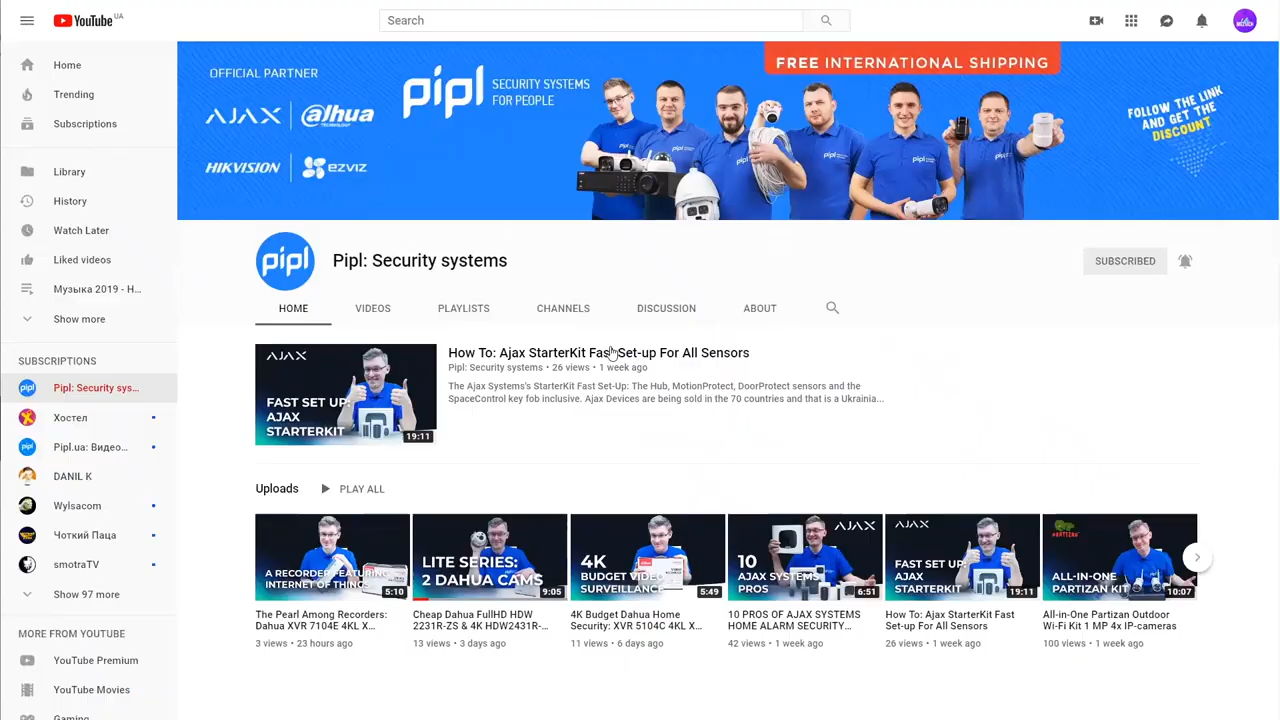 YouTube UA
Search
Home
Trending
Subscriptions
Library
History
Watch Later
Liked videos
Музыка 2019 - Н...
Show more
SUBSCRIPTIONS
Pipl: Security sys...
Хостел
Pipl.ua: Видео...
DANIL K
Wylsacom
Чоткий Паца
smotraTV
Show 97 more
MORE FROM YOUTUBE
YouTube Premium
YouTube Movies
Gaming
OFFICIAL PARTNER
AJAX
alhua
TECHNOLOGY
HIKVISION
ezviz
pipl
SECURITY SYSTEMS
FOR PEOPLE
FREE INTERNATIONAL SHIPPING
FOLLOW THE LINK
AND GET THE
DISCOUNT
pipl
Pipl: Security systems
SUBSCRIBED
HOME
VIDEOS
PLAYLISTS
CHANNELS
DISCUSSION
ABOUT
AJAX
FAST SET UP:
AJAX
STARTERKIT
19:11
How To: Ajax StarterKit Fast Set-up For All Sensors
Pipl: Security systems • 26 views • 1 week ago
The Ajax Systems's StarterKit Fast Set-Up: The Hub, MotionProtect, DoorProtect sensors and the
SpaceControl key fob inclusive. Ajax Devices are being sold in the 70 countries and that is a Ukrainia...
Uploads
PLAY ALL
A RECORDER FEATURING
INTERNET OF THINGS
5:10
The Pearl Among Recorders:
Dahua XVR 7104E 4KL X...
3 views • 23 hours ago
LITE SERIES:
2 DAHUA CAMS
9:05
Cheap Dahua FullHD HDW
2231R-ZS & 4K HDW2431R-...
13 views • 3 days ago
4K
BUDGET VIDEO
SURVEILLANCE
5:49
4K Budget Dahua Home
Security: XVR 5104C 4KL X...
11 views • 6 days ago
AJAX
10
AJAX SYSTEMS
PROS
6:51
10 PROS OF AJAX SYSTEMS
HOME ALARM SECURITY...
42 views • 1 week ago
AJAX
FAST SET UP:
AJAX
STARTERKIT
19:11
How To: Ajax StarterKit Fast
Set-up For All Sensors
26 views • 1 week ago
PARTIZAN
ALL-IN-ONE
PARTIZAN KIT
10:07
All-in-One Partizan Outdoor
Wi-Fi Kit 1 MP 4x IP-cameras
100 views • 1 week ago